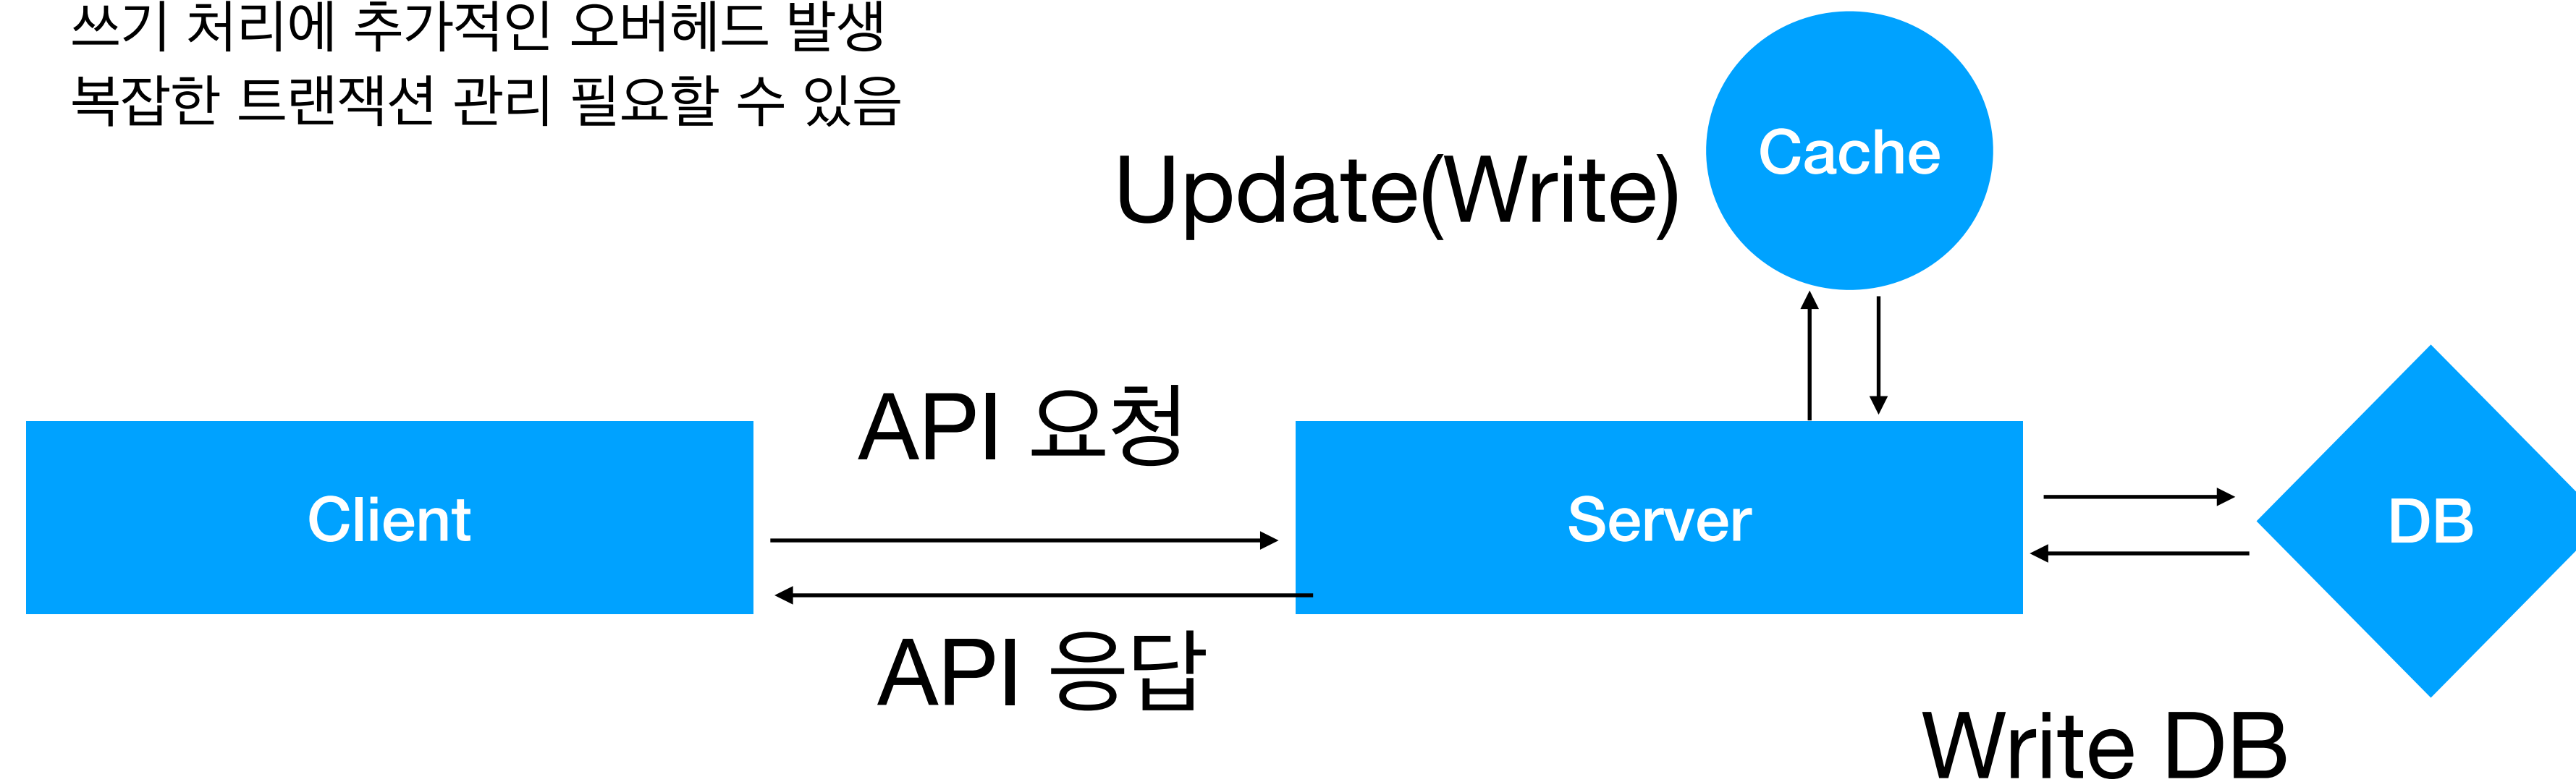 쓰기 처리에 추가적인 오버헤드 발생
복잡한 트랜잭션 관리 필요할 수 있음
Update(Write)
Cache
API 요청
Client
Server
DB
API 응답
Write DB